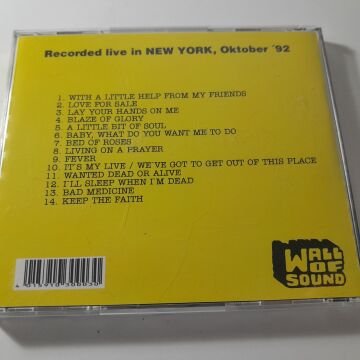 Recorded live in NEW YORK, Oktober '92
1. WITH A LITTLE HELP FROM MY FRIENDS
2. LOVE FOR SALE
3. LAY YOUR HANDS ON ME
4. BLAZE OF GLORY
5. A LITTLE BIT OF SOUL
6. BABY, WHAT DO YOU WANT ME TO DO
7. BED OF ROSES
8. LIVING ON A PRAYER
9. FEVER
10. IT'S MY LIVE / WE'VE GOT TO GET OUT OF THIS PLACE
11. WANTED DEAD OR ALIVE
12. I'LL SLEEP WHEN I'M DEAD
13. BAD MEDICINE
14. KEEP THE FAITH
WALL
OF
SOUND